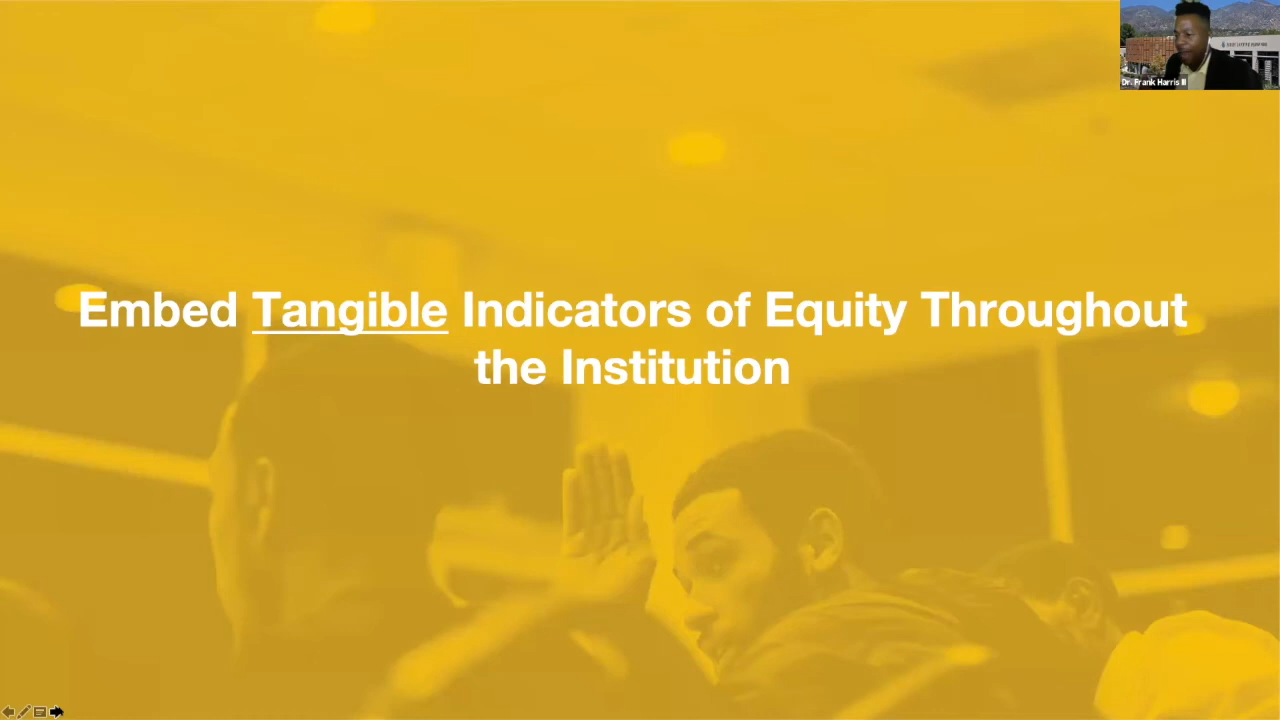 Dr. Frank Harris III
Embed Tangible Indicators of Equity Throughout
the Institution